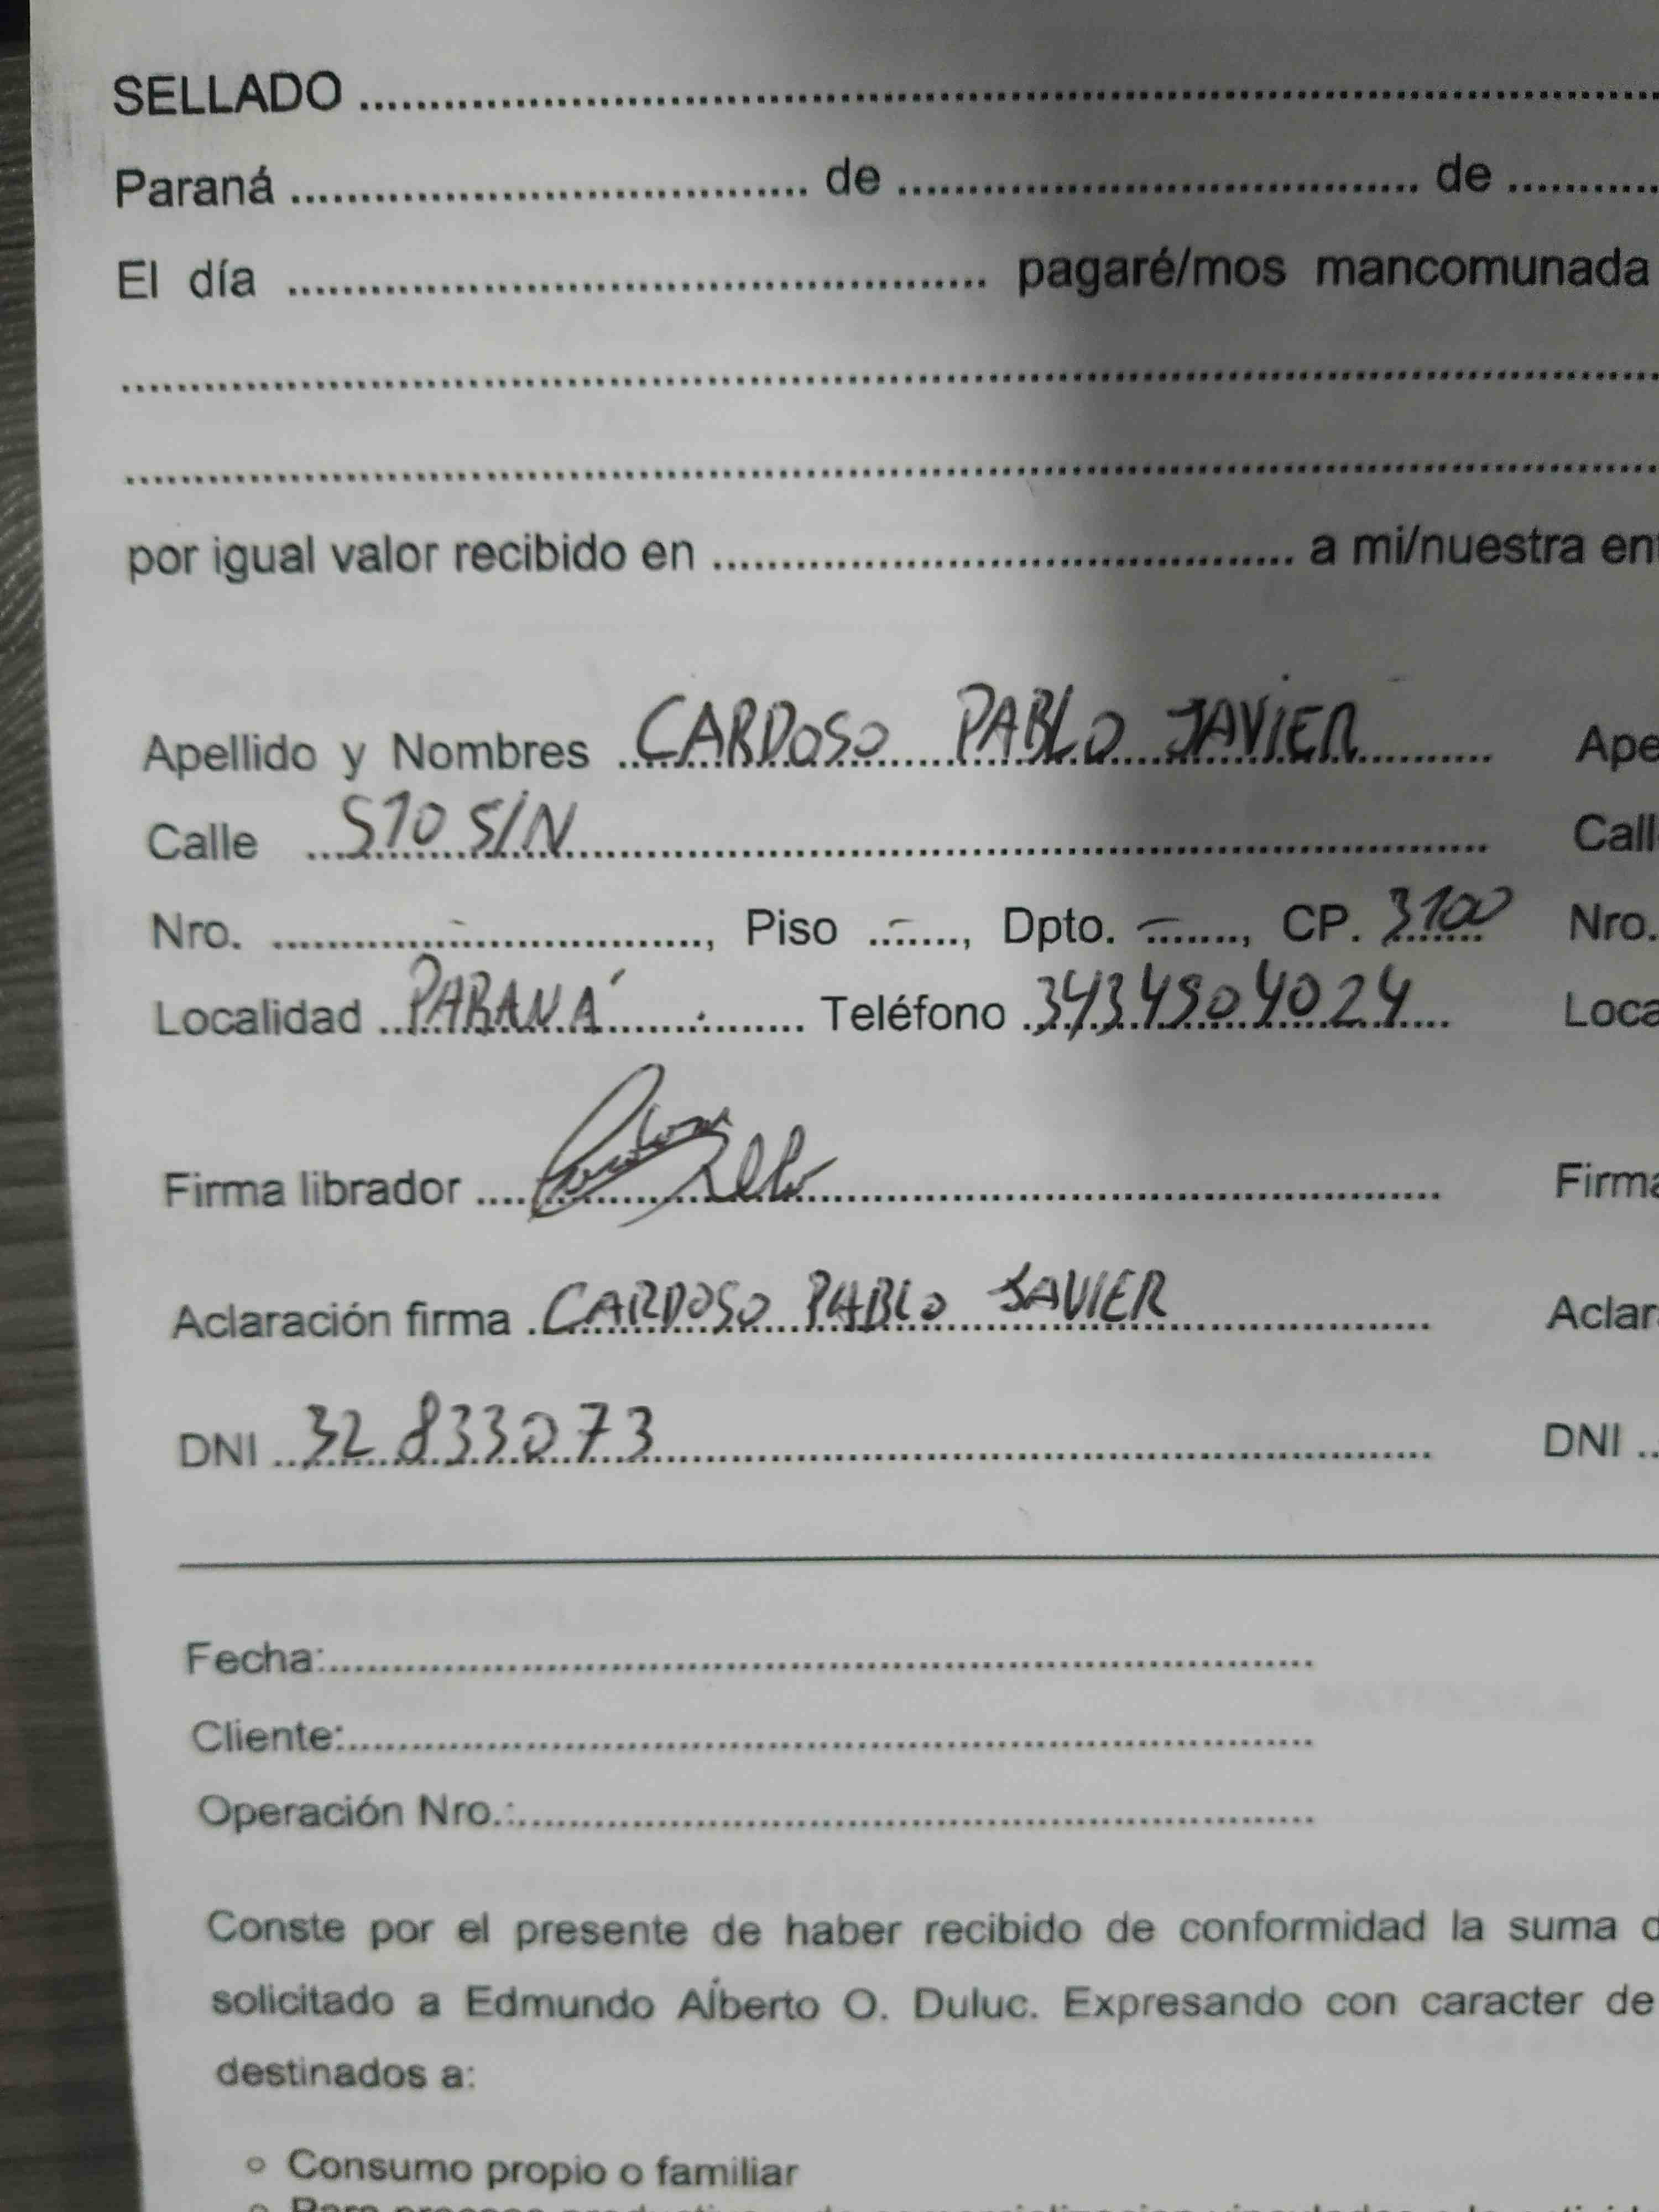 SELLADO ................................................................
Paraná ................................ de ................................ de ............
El día ................................ pagaré/mos mancomunada
................................................................
................................................................
por igual valor recibido en ................................ a mi/nuestra en
Apellido y Nombres CARDOSO PABLO JAVIER Ape
Calle 510 S/N Call
Nro. - , Piso - , Dpto. - , CP. 3100 Nro.
Localidad PARANÁ Teléfono 3434504024 Loca
Firma librador Firma
Aclaración firma CARDOSO PABLO JAVIER Aclar
DNI 32 833073 DNI
Fecha:................................
Cliente:................................
Operación Nro.:................................
Conste por el presente de haber recibido de conformidad la suma d
solicitado a Edmundo Alberto O. Duluc. Expresando con caracter de
destinados a:
o Consumo propio o familiar